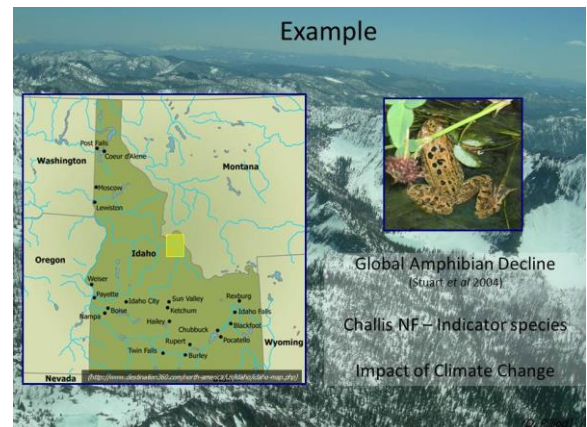 Example
Post Falls
Coeur d'Alene
Washington
Montana
Moscow
Lewiston
Oregon
Idaho
Weiser
Payette
Idaho City
Sun Valley
Rexburg
Boise
Ketchum
Nampa
Hailey
Idaho Falls
Chubbuck
Blackfoot
Rupert
Pocatello
Twin Falls
Burley
Wyoming
Nevada
Global Amphibian Decline
(Stuart et al 2004)
Challis NF – Indicator species
Impact of Climate Change